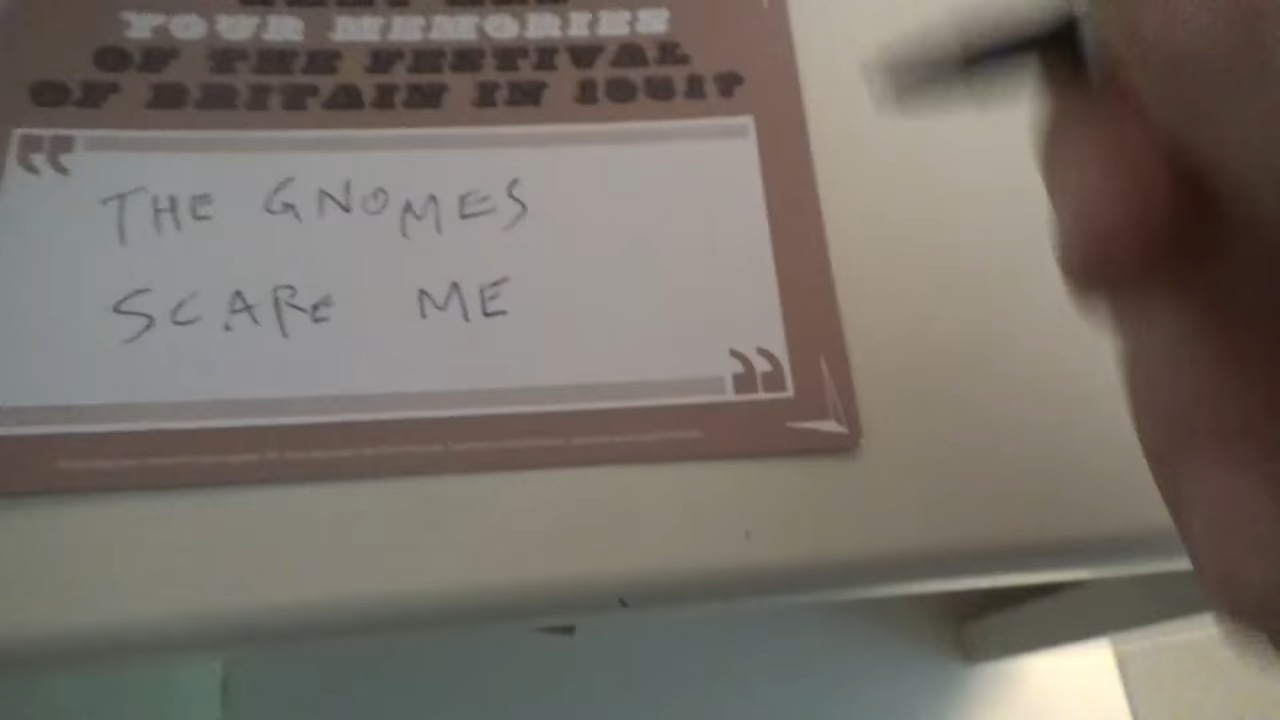 YOUR MEMORIES
OF THE FESTIVAL
OF BRITAIN IN 1951?
THE GNOMES
SCARE ME